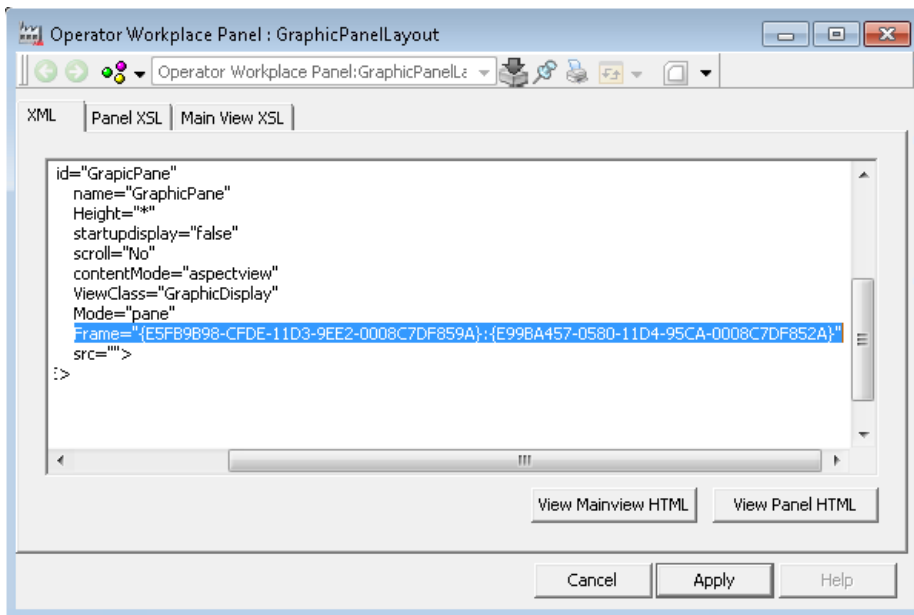 Operator Workplace Panel : GraphicPanelLayout
Operator Workplace Panel:GraphicPanelLa
XML Panel XSL Main View XSL
id="GrapicPane"
name="GraphicPane"
Height="*"
startupdisplay="false"
scroll="No"
contentMode="aspectview"
ViewClass="GraphicDisplay"
Mode="pane"
Frame="{E5FB9B98-CFDE-11D3-9EE2-0008C7DF859A}:{E99BA457-0580-11D4-95CA-0008C7DF852A}"
src="">
:>
View Mainview HTML View Panel HTML
Cancel Apply Help